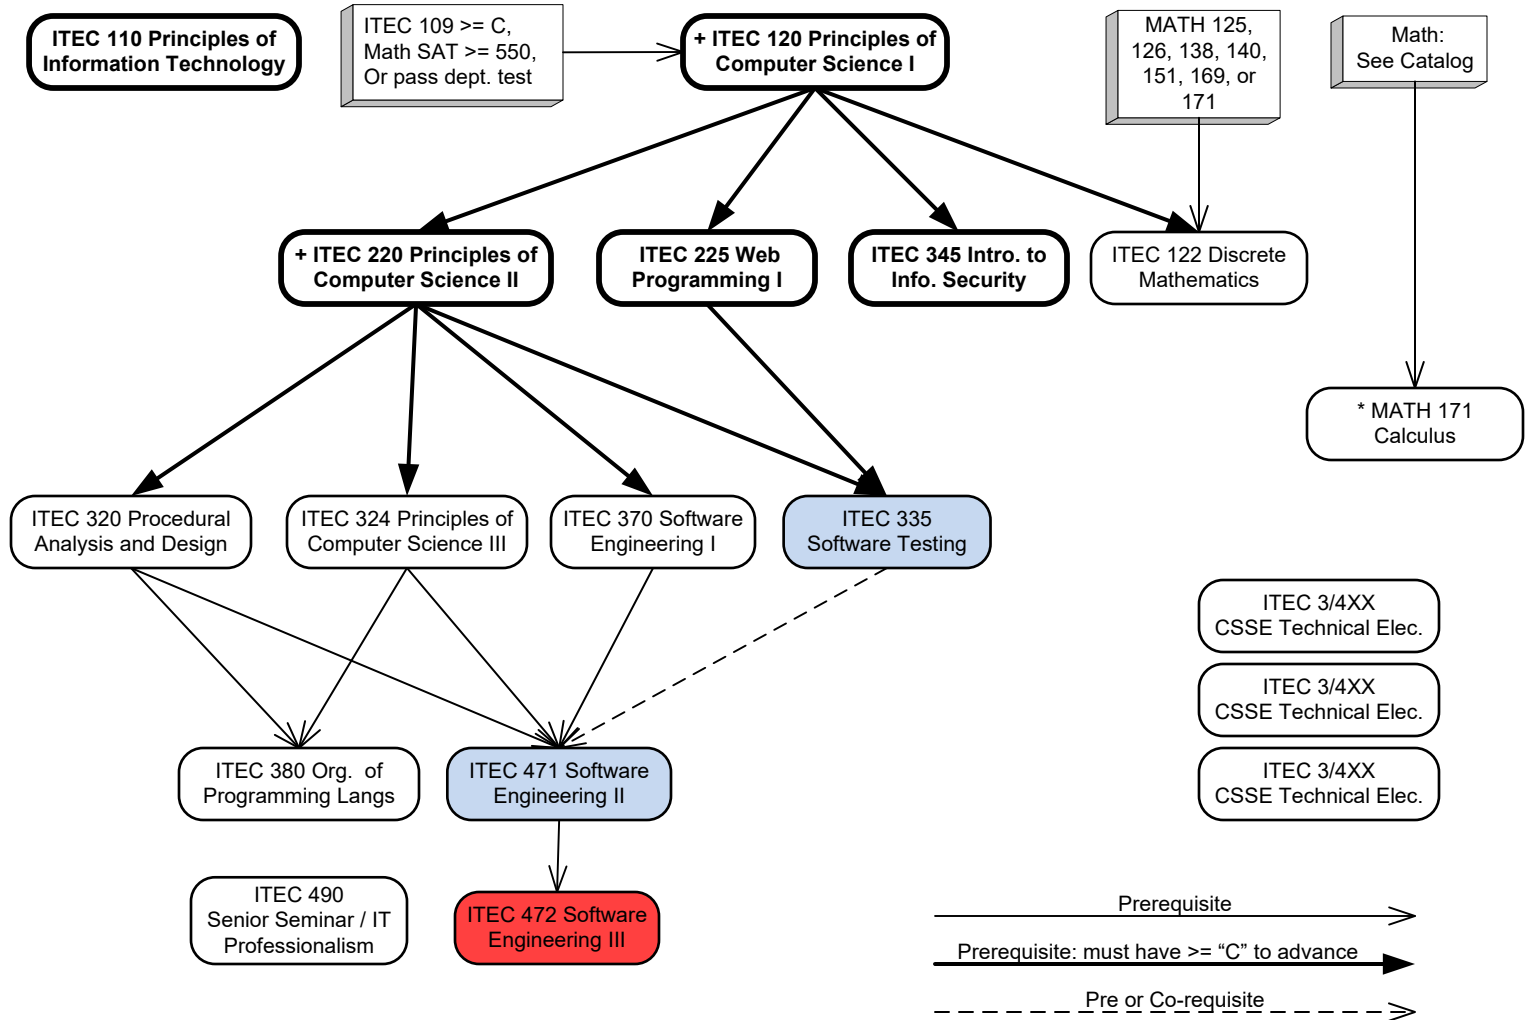 ITEC 110 Principles of
Information Technology
ITEC 109 >= C,
Math SAT >= 550,
Or pass dept. test
+ ITEC 120 Principles of
Computer Science I
MATH 125,
126, 138, 140,
151, 169, or
171
Math:
See Catalog
+ ITEC 220 Principles of
Computer Science II
ITEC 225 Web
Programming I
ITEC 345 Intro. to
Info. Security
ITEC 122 Discrete
Mathematics
* MATH 171
Calculus
ITEC 320 Procedural
Analysis and Design
ITEC 324 Principles of
Computer Science III
ITEC 370 Software
Engineering I
ITEC 335
Software Testing
ITEC 3/4XX
CSSE Technical Elec.
ITEC 3/4XX
CSSE Technical Elec.
ITEC 3/4XX
CSSE Technical Elec.
ITEC 380 Org. of
Programming Langs
ITEC 471 Software
Engineering II
ITEC 490
Senior Seminar / IT
Professionalism
ITEC 472 Software
Engineering III
Prerequisite
Prerequisite: must have >= “C” to advance
Pre or Co-requisite